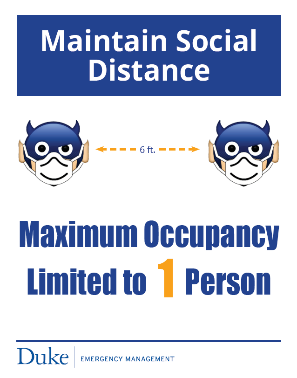 Maintain Social
Distance
6 ft.
Maximum Occupancy
Limited to 1 Person
Duke EMERGENCY MANAGEMENT